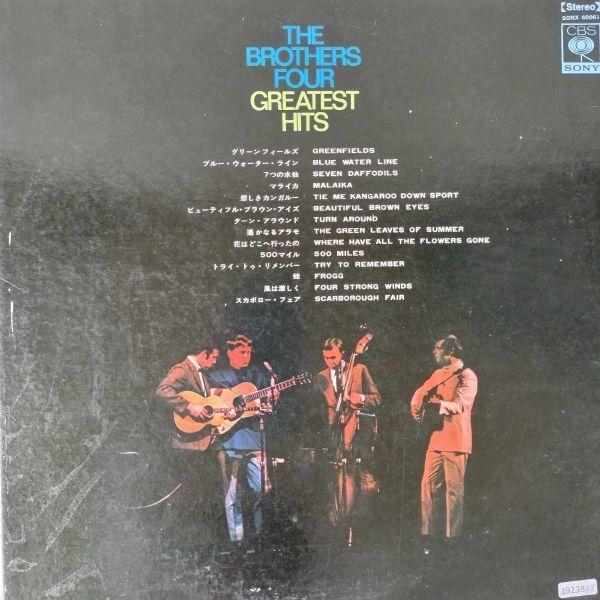 Stereo
SONX 60061
CBS
SONY
THE
BROTHERS
FOUR
GREATEST
HITS
グリーンフィールズ GREENFIELDS
ブルー・ウォーター・ライン BLUE WATER LINE
7つの水仙 SEVEN DAFFODILS
マライカ MALAIKA
悲しきカンガルー TIE ME KANGAROO DOWN SPORT
ビューティフル・ブラウン・アイズ BEAUTIFUL BROWN EYES
ターン・アラウンド TURN AROUND
遥かなるアラモ THE GREEN LEAVES OF SUMMER
花はどこへ行ったの WHERE HAVE ALL THE FLOWERS GONE
500マイル 500 MILES
トライ・トゥ・リメンバー TRY TO REMEMBER
蛙 FROGG
風は激しく FOUR STRONG WINDS
スカボロー・フェア SCARBOROUGH FAIR